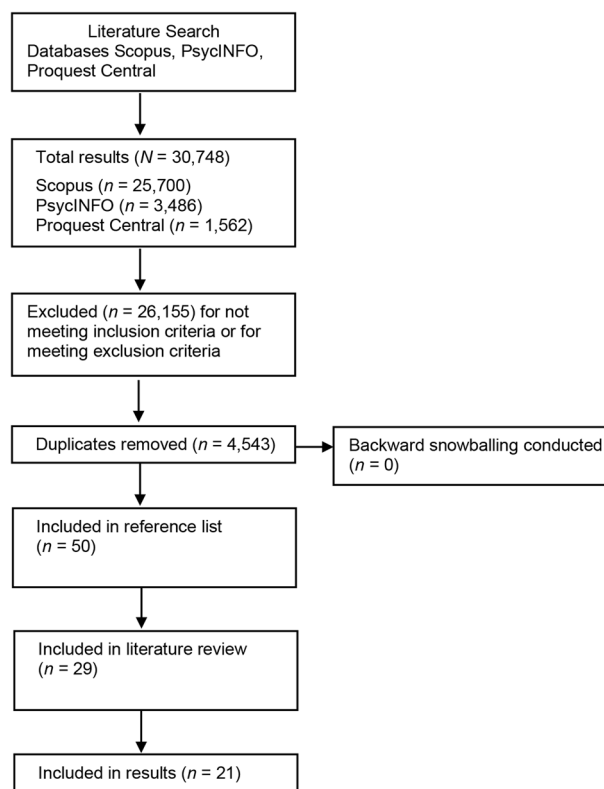 Literature Search
Databases Scopus, PsycINFO,
Proquest Central
Total results (N = 30,748)
Scopus (n = 25,700)
PsycINFO (n = 3,486)
Proquest Central (n = 1,562)
Excluded (n = 26,155) for not
meeting inclusion criteria or for
meeting exclusion criteria
Duplicates removed (n = 4,543)
Backward snowballing conducted
(n = 0)
Included in reference list
(n = 50)
Included in literature review
(n = 29)
Included in results (n = 21)